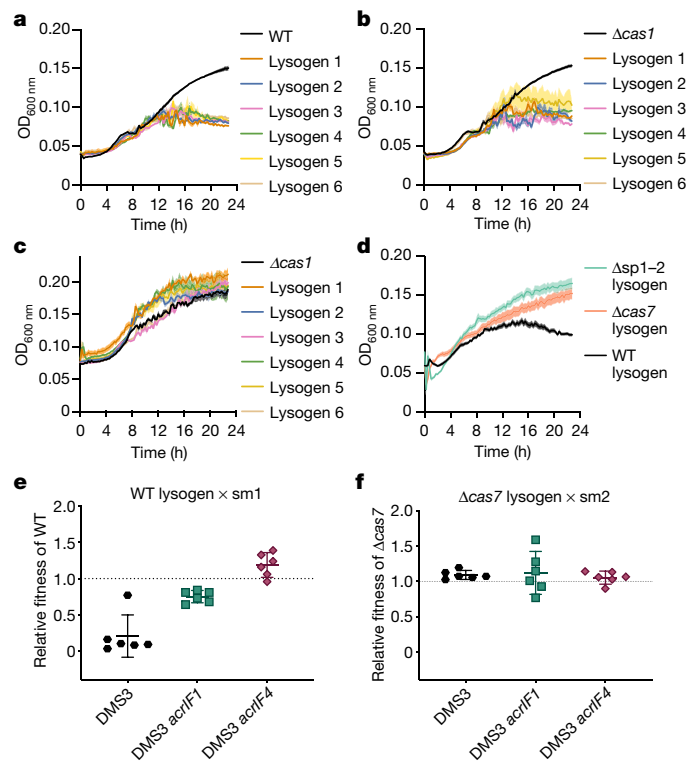 a
0.20
0.15
0.10
0.05
0
OD600 nm
0 4 8 12 16 20 24
Time (h)
WT
Lysogen 1
Lysogen 2
Lysogen 3
Lysogen 4
Lysogen 5
Lysogen 6
b
0.20
0.15
0.10
0.05
0
OD600 nm
0 4 8 12 16 20 24
Time (h)
Δcas1
Lysogen 1
Lysogen 2
Lysogen 3
Lysogen 4
Lysogen 5
Lysogen 6
c
0.20
0.15
0.10
0.05
0
OD600 nm
0 4 8 12 16 20 24
Time (h)
Δcas1
Lysogen 1
Lysogen 2
Lysogen 3
Lysogen 4
Lysogen 5
Lysogen 6
d
0.20
0.15
0.10
0.05
0
OD600 nm
0 4 8 12 16 20 24
Time (h)
Δsp1–2
lysogen
Δcas7
lysogen
WT
lysogen
e
WT lysogen × sm1
2.0
1.5
1.0
0.5
0
Relative fitness of WT
DMS3
DMS3 acrIF1
DMS3 acrIF4
f
Δcas7 lysogen × sm2
2.0
1.5
1.0
0.5
0
Relative fitness of Δcas7
DMS3
DMS3 acrIF1
DMS3 acrIF4